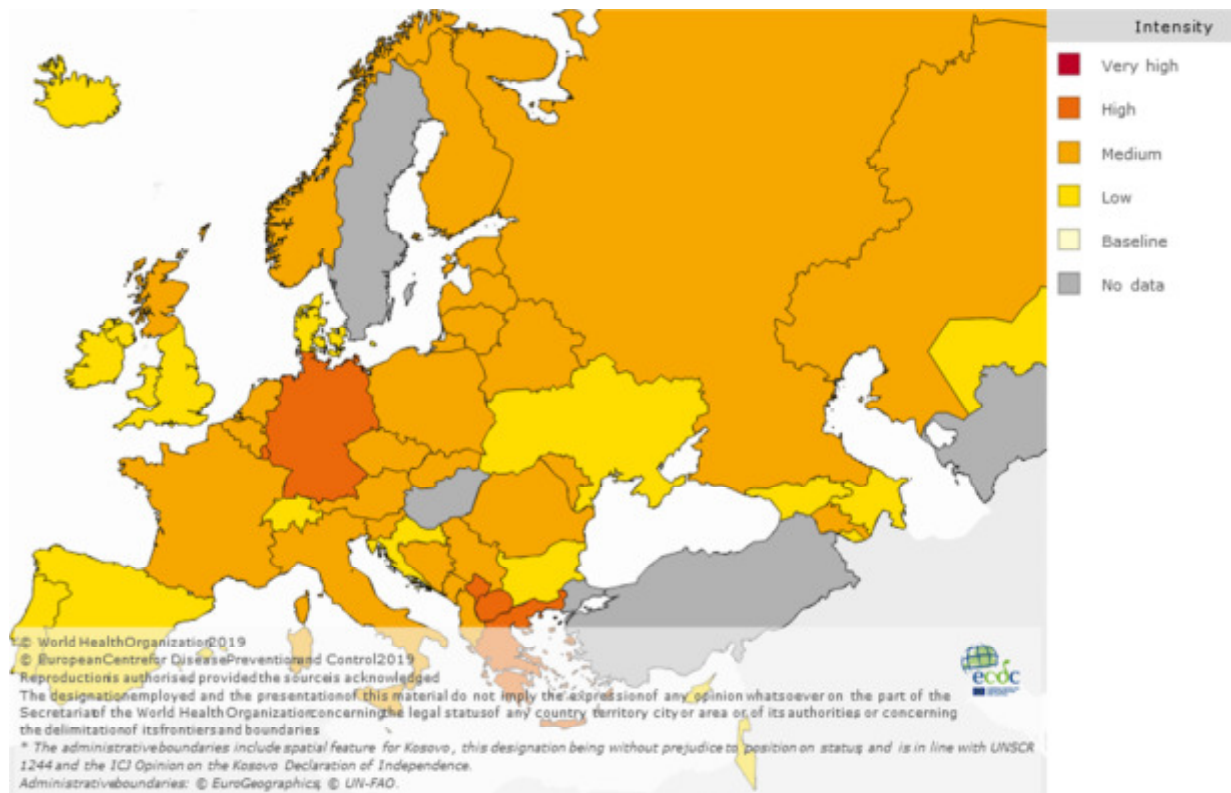 Intensity
Very high
High
Medium
Low
Baseline
No data
© World HealthOrganization2019
© EuropeanCentrefor DiseasePreventionand Control2019
Reproductionis authorised provided the sourceis acknowledged
The designationemployed and the presentationof this material do not imply the expressionof any opinion whatsoever on the part of the
Secretariatof the World Health Organizationconcerningthe legal statusof any country territory city or area or of its authorities or concerning
the delimitationof itsfrontiersand boundaries
* The administrativeboundaries include spatial feature for Kosovo, this designation being without prejudice to position on status and is in line with UNSCR
1244 and the ICJ Opinion on the Kosovo Declaration of Independence.
Administrativeboundaries: © EuroGeographics, © UN-FAO.
ecdc